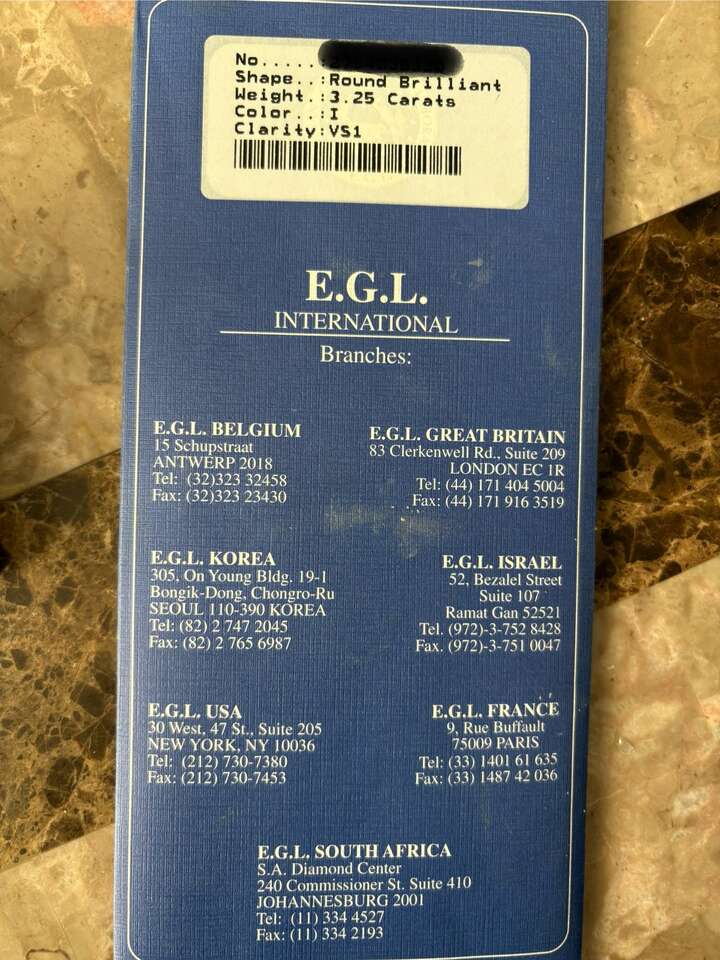 No.....:
Shape..:Round Brilliant
Weight.:3.25 Carats
Color..:I
Clarity:VS1
E.G.L.
INTERNATIONAL
Branches:
E.G.L. BELGIUM
15 Schupstraat
ANTWERP 2018
Tel: (32)323 32458
Fax: (32)323 23430
E.G.L. GREAT BRITAIN
83 Clerkenwell Rd., Suite 209
LONDON EC 1R
Tel: (44) 171 404 5004
Fax: (44) 171 916 3519
E.G.L. KOREA
305, On Young Bldg. 19-1
Bongik-Dong, Chongro-Ru
SEOUL 110-390 KOREA
Tel: (82) 2 747 2045
Fax: (82) 2 765 6987
E.G.L. ISRAEL
52, Bezalel Street
Suite 107
Ramat Gan 52521
Tel. (972)-3-752 8428
Fax. (972)-3-751 0047
E.G.L. USA
30 West, 47 St., Suite 205
NEW YORK, NY 10036
Tel: (212) 730-7380
Fax: (212) 730-7453
E.G.L. FRANCE
9, Rue Buffault
75009 PARIS
Tel: (33) 1401 61 635
Fax: (33) 1487 42 036
E.G.L. SOUTH AFRICA
S.A. Diamond Center
240 Commissioner St. Suite 410
JOHANNESBURG 2001
Tel: (11) 334 4527
Fax: (11) 334 2193